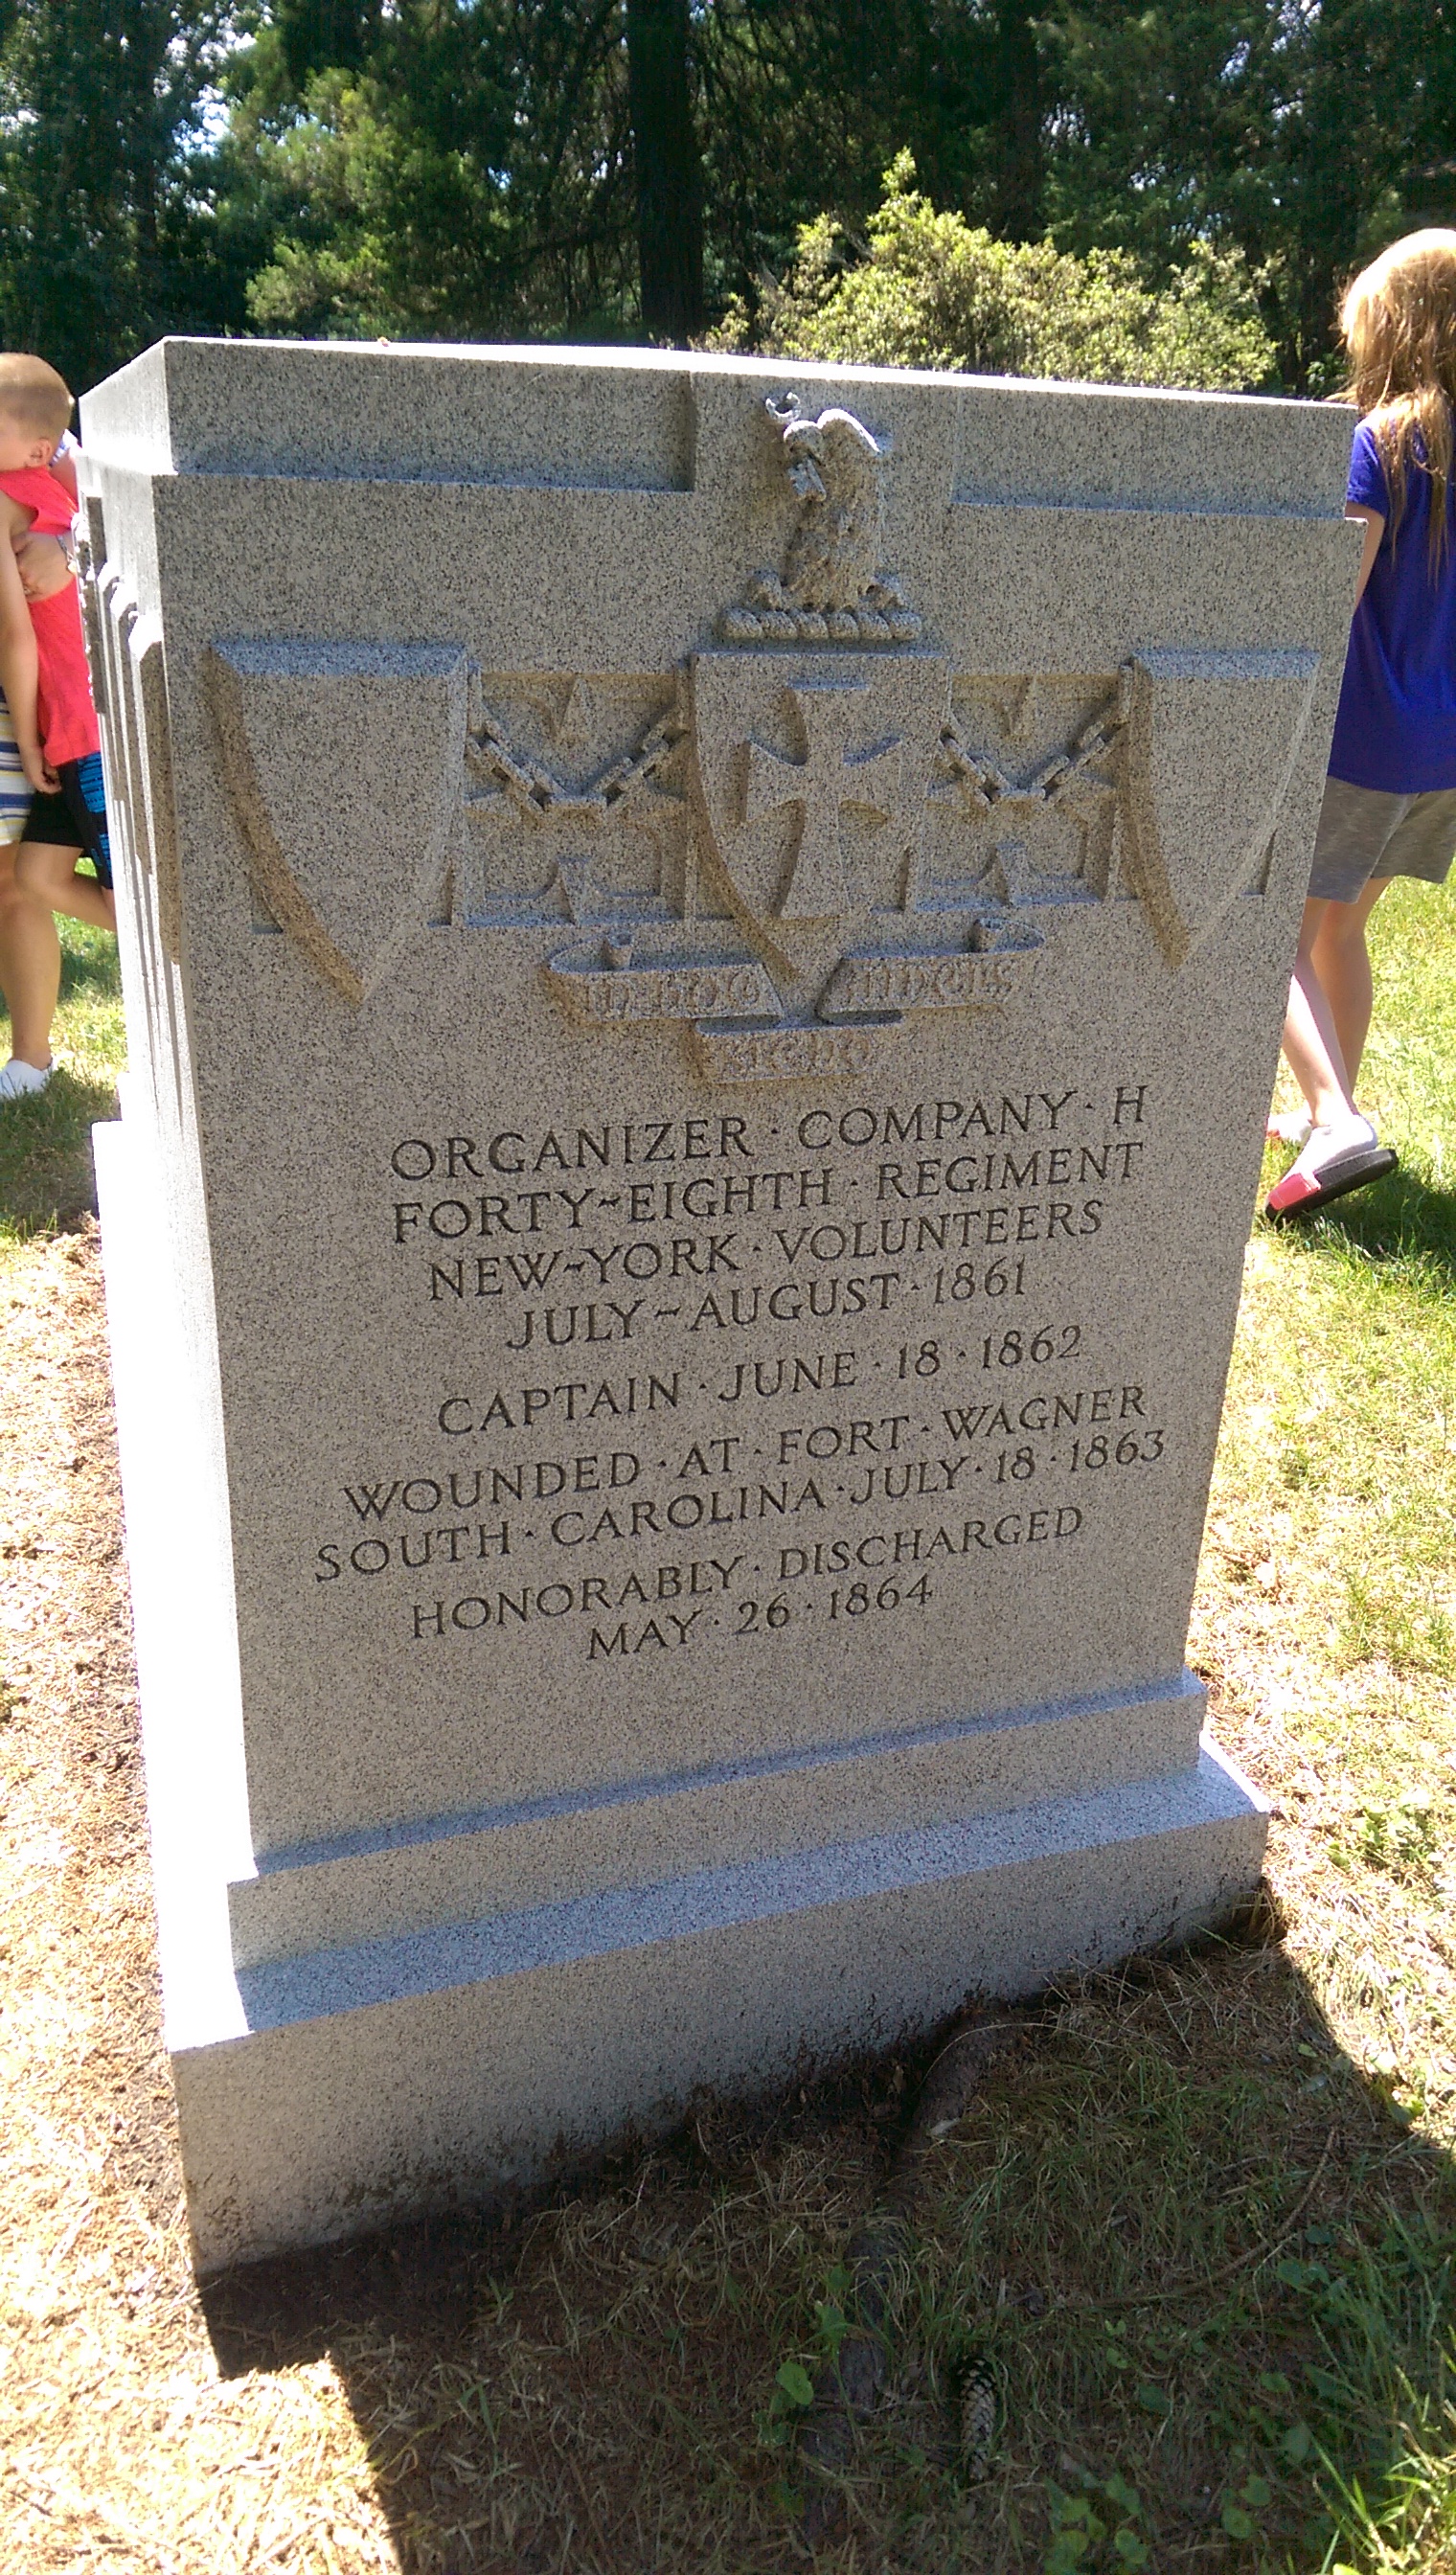 ORGANIZER · COMPANY · H
FORTY-EIGHTH · REGIMENT
NEW-YORK · VOLUNTEERS
JULY-AUGUST · 1861
CAPTAIN · JUNE · 18 · 1862
WOUNDED · AT · FORT · WAGNER
SOUTH · CAROLINA · JULY · 18 · 1863
HONORABLY · DISCHARGED
MAY · 26 · 1864